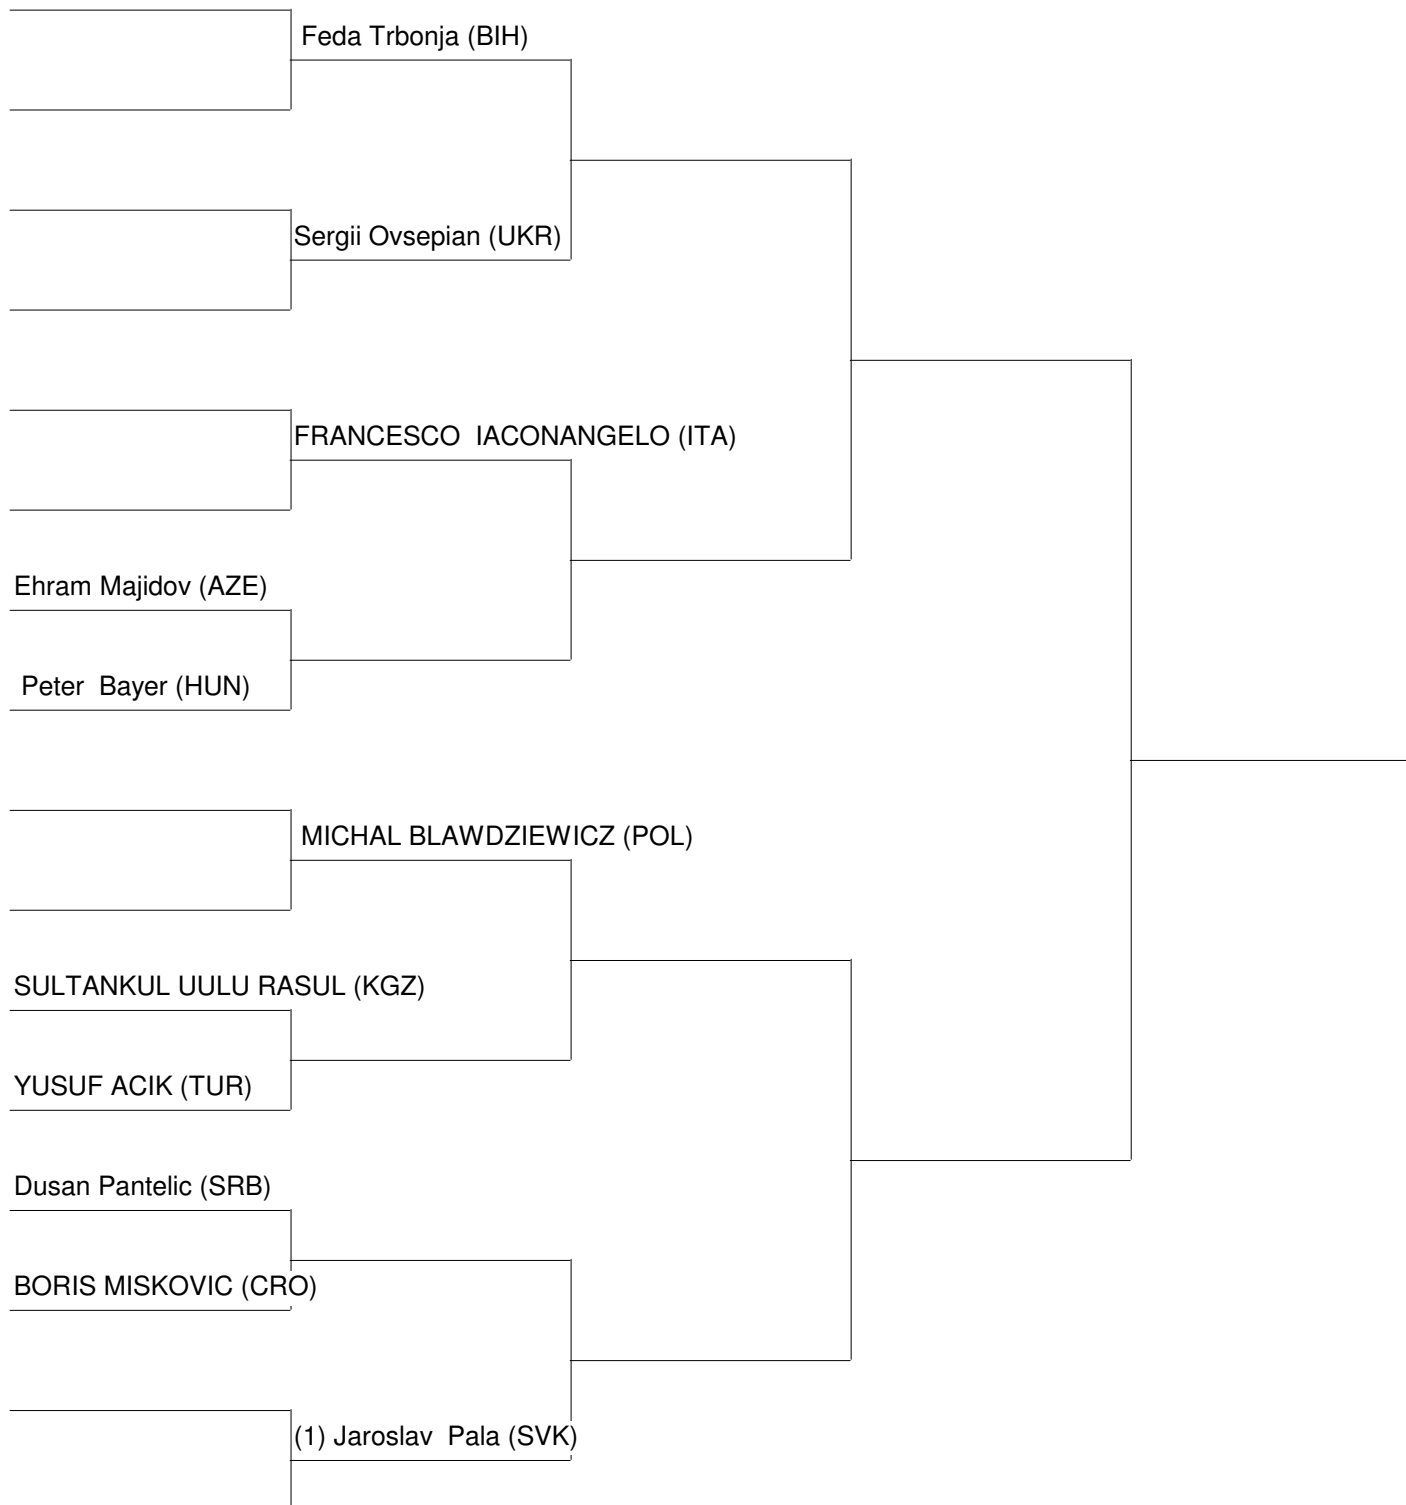 Feda Trbonja (BIH)
Sergii Ovsepian (UKR)
FRANCESCO  IACONANGELO (ITA)
Ehram Majidov (AZE)
Peter  Bayer (HUN)
MICHAL BLAWDZIEWICZ (POL)
SULTANKUL UULU RASUL (KGZ)
YUSUF ACIK (TUR)
Dusan Pantelic (SRB)
BORIS MISKOVIC (CRO)
(1) Jaroslav  Pala (SVK)